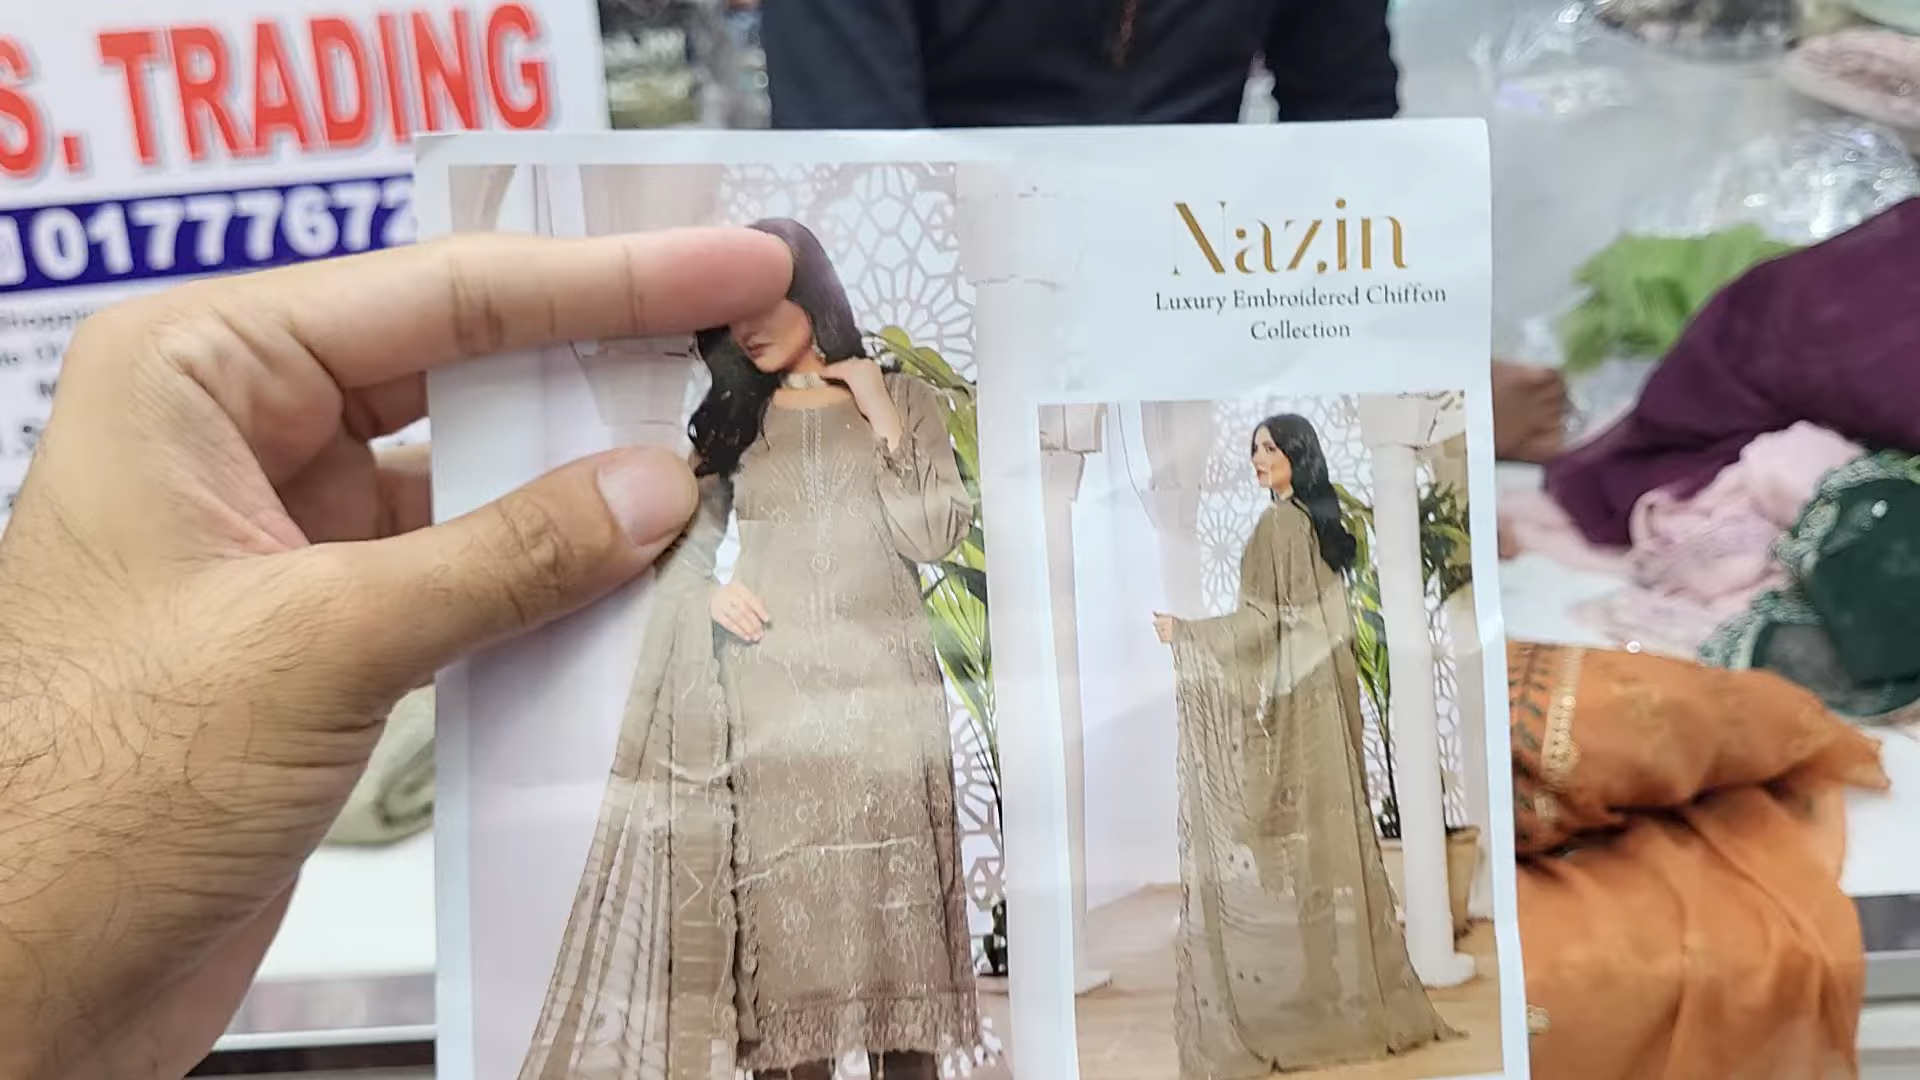 S. TRADING
01777672
Nazin
Luxury Embroidered Chiffon
Collection